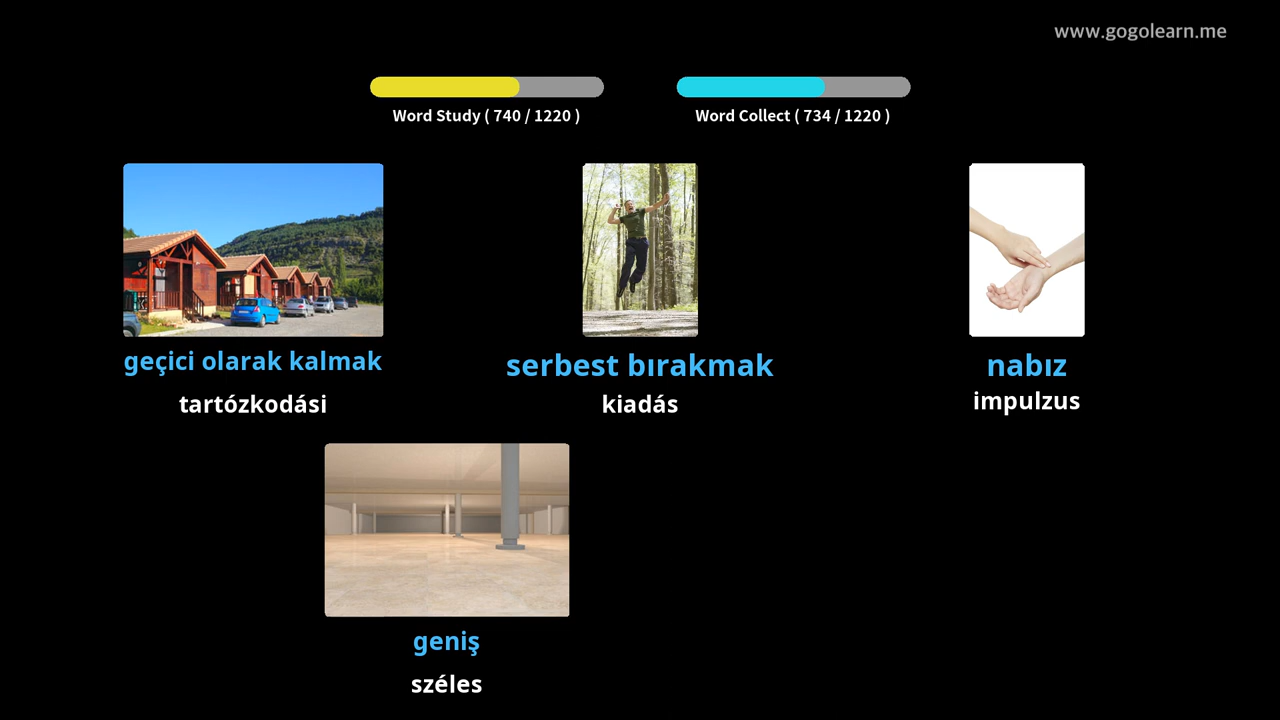 www.gogolearn.me
Word Study ( 740 / 1220 )
Word Collect ( 734 / 1220 )
geçici olarak kalmak
tartózkodási
serbest bırakmak
kiadás
nabız
impulzus
geniş
széles